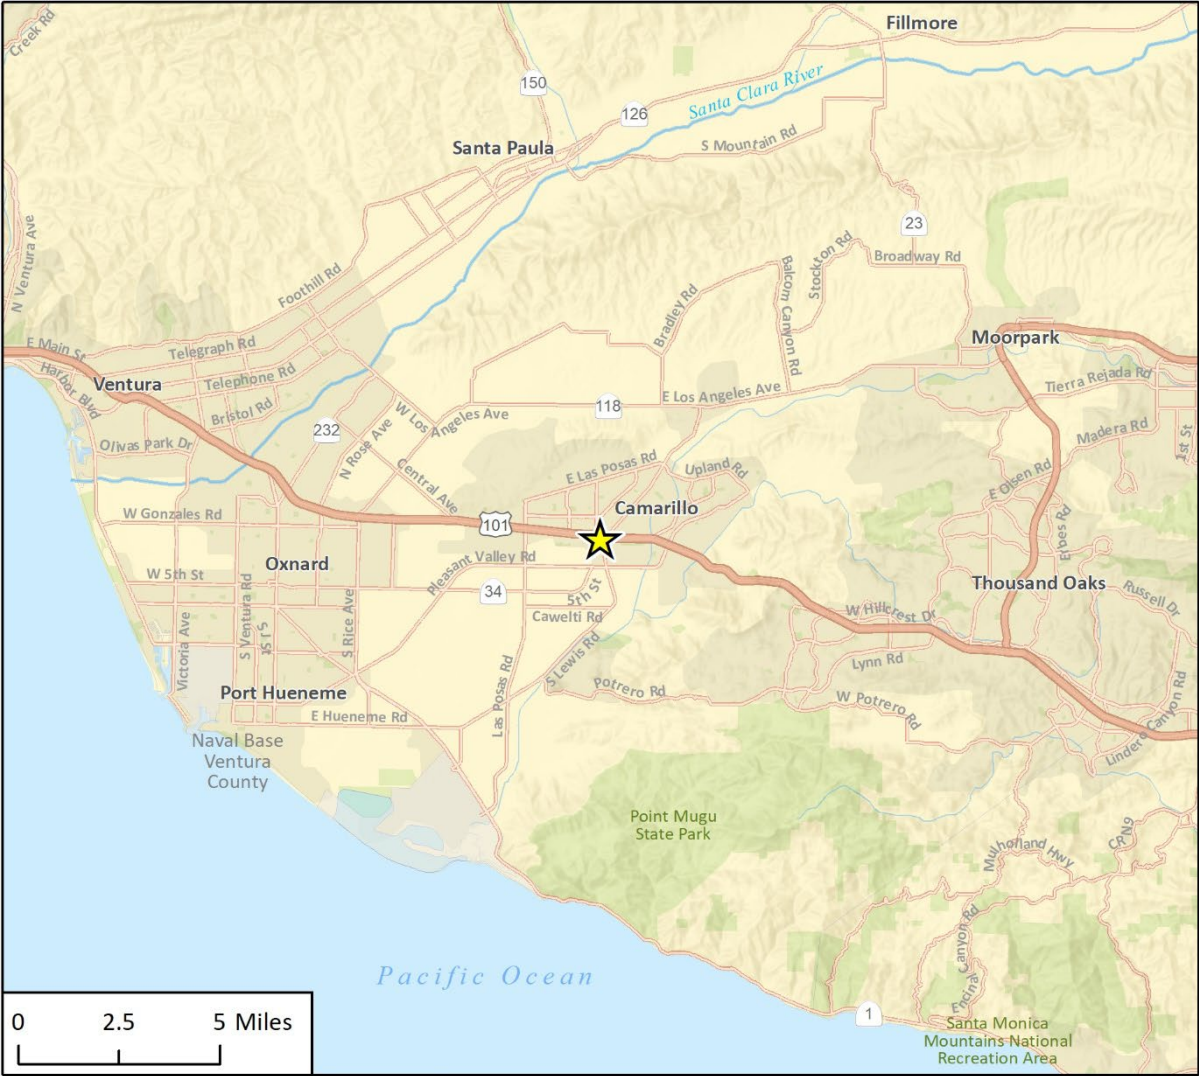 Creek Rd
Fillmore
150
126
Santa Clara River
Santa Paula
S Mountain Rd
23
N Ventura Ave
Stockton Rd
Broadway Rd
Balcom Canyon Rd
Foothill Rd
Bradley Rd
Moorpark
E Main St
Telegraph Rd
Harbor Blvd
Ventura
Telephone Rd
Tierra Rejada Rd
E Los Angeles Ave
118
W Los Angeles Ave
Bristol Rd
232
N Rose Ave
Olivas Park Dr
Madera Rd
1st St
E Las Posas Rd
Upland Rd
Central Ave
E Olsen Rd
Camarillo
W Gonzales Rd
101
Erbes Rd
Pleasant Valley Rd
Oxnard
W 5th St
34
5th St
Thousand Oaks
Russell Dr
Cawelti Rd
W Hillcrest Dr
S Ventura Rd
S J St
S Rice Ave
Victoria Ave
S Lewis Rd
Lynn Rd
Port Hueneme
Potrero Rd
W Potrero Rd
Las Posas Rd
E Hueneme Rd
Lindero Canyon Rd
Naval Base
Ventura
County
Point Mugu
State Park
CRN9
Mulholland Hwy
Encinal Canyon Rd
Pacific Ocean
1
0 2.5 5 Miles
Santa Monica
Mountains National
Recreation Area